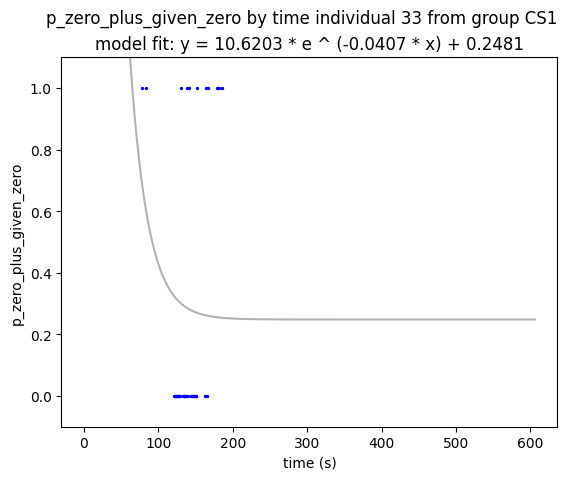 p_zero_plus_given_zero by time individual 33 from group CS1
model fit: y = 10.6203 * e ^ (-0.0407 * x) + 0.2481
p_zero_plus_given_zero
1.0
0.8
0.6
0.4
0.2
0.0
0 100 200 300 400 500 600
time (s)